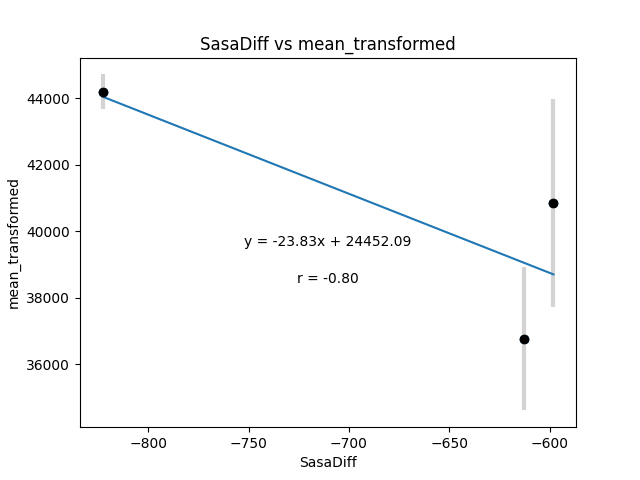 SasaDiff vs mean_transformed
mean_transformed
44000
42000
40000
38000
36000
y = -23.83x + 24452.09
r = -0.80
−800
−750
−700
−650
−600
SasaDiff